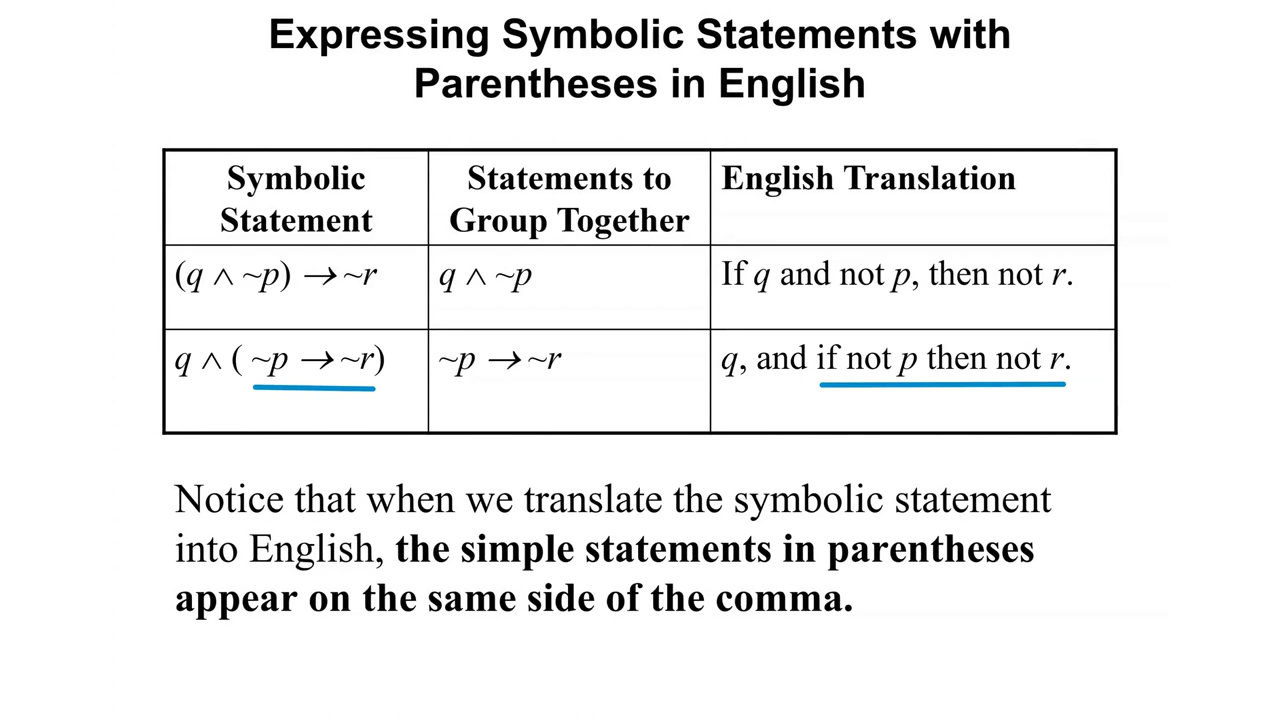 Expressing Symbolic Statements with
Parentheses in English
Symbolic
Statement
Statements to
Group Together
English Translation
(q ∧ ~p) → ~r
q ∧ ~p
If q and not p, then not r.
q ∧ ( ~p → ~r)
~p → ~r
q, and if not p then not r.
Notice that when we translate the symbolic statement
into English, the simple statements in parentheses
appear on the same side of the comma.